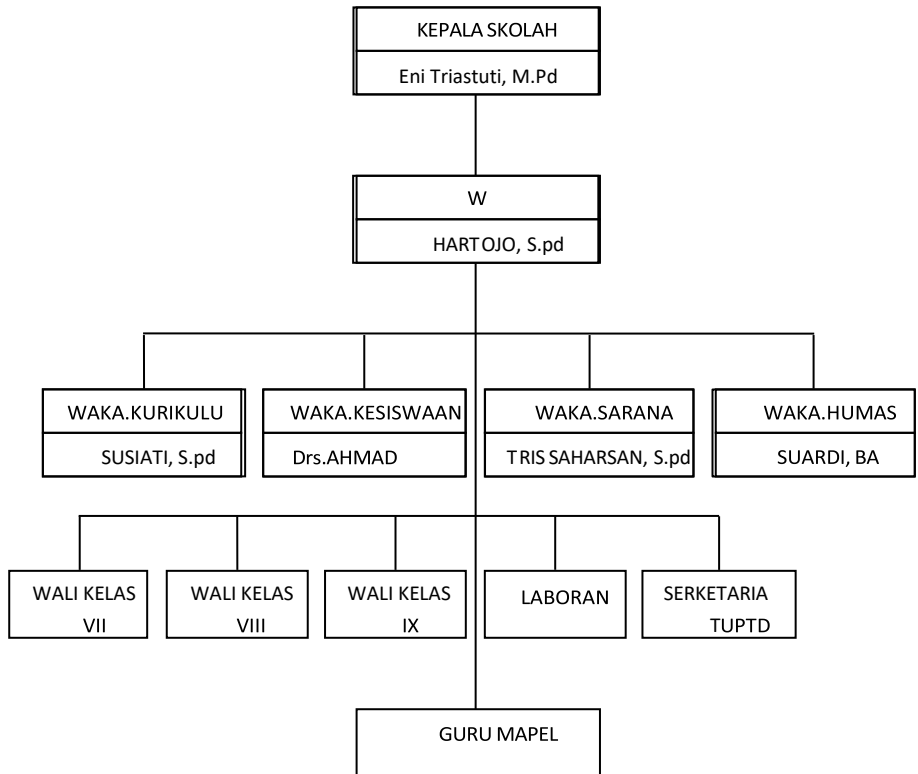 KEPALA SKOLAH
Eni Triastuti, M.Pd
W
HARTOJO, S.pd
WAKA.KURIKULU
SUSIATI, S.pd
WAKA.KESISWAAN
Drs.AHMAD
WAKA.SARANA
TRIS SAHARSAN, S.pd
WAKA.HUMAS
SUARDI, BA
WALI KELAS
VII
WALI KELAS
VIII
WALI KELAS
IX
LABORAN
SERKETARIA
TUPTD
GURU MAPEL